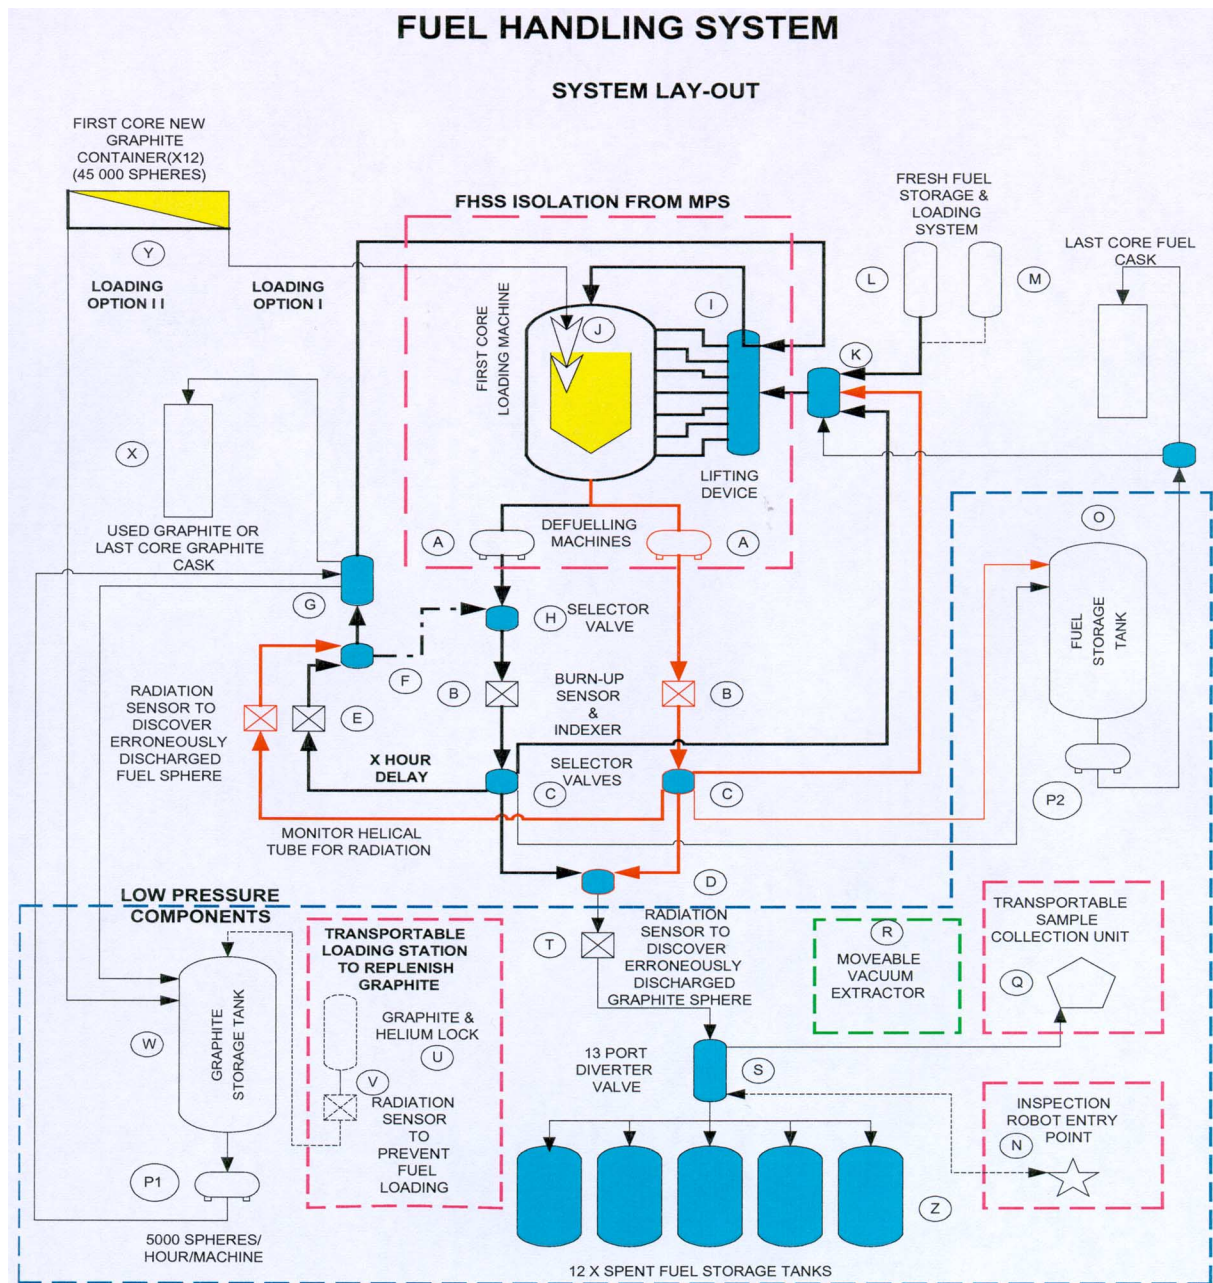 FUEL HANDLING SYSTEM
SYSTEM LAY-OUT
FIRST CORE NEW
GRAPHITE
CONTAINER(X12)
(45 000 SPHERES)
Y
LOADING
OPTION I I
LOADING
OPTION I
FHSS ISOLATION FROM MPS
FIRST CORE
LOADING MACHINE
J
I
LIFTING
DEVICE
FRESH FUEL
STORAGE &
LOADING
SYSTEM
L
M
K
LAST CORE FUEL
CASK
X
USED GRAPHITE OR
LAST CORE GRAPHITE
CASK
A
DEFUELLING
MACHINES
A
G
H
SELECTOR
VALVE
F
RADIATION
SENSOR TO
DISCOVER
ERRONEOUSLY
DISCHARGED
FUEL SPHERE
E
B
BURN-UP
SENSOR
&
INDEXER
B
X HOUR
DELAY
SELECTOR
VALVES
C
C
MONITOR HELICAL
TUBE FOR RADIATION
O
FUEL
STORAGE
TANK
P2
D
LOW PRESSURE
COMPONENTS
TRANSPORTABLE
LOADING STATION
TO REPLENISH
GRAPHITE
GRAPHITE &
HELIUM LOCK
U
V
RADIATION
SENSOR
TO
PREVENT
FUEL
LOADING
W
GRAPHITE
STORAGE TANK
P1
5000 SPHERES/
HOUR/MACHINE
T
RADIATION
SENSOR TO
DISCOVER
ERRONEOUSLY
DISCHARGED
GRAPHITE SPHERE
R
MOVEABLE
VACUUM
EXTRACTOR
TRANSPORTABLE
SAMPLE
COLLECTION UNIT
Q
13 PORT
DIVERTER
VALVE
S
INSPECTION
ROBOT ENTRY
POINT
N
Z
12 X SPENT FUEL STORAGE TANKS